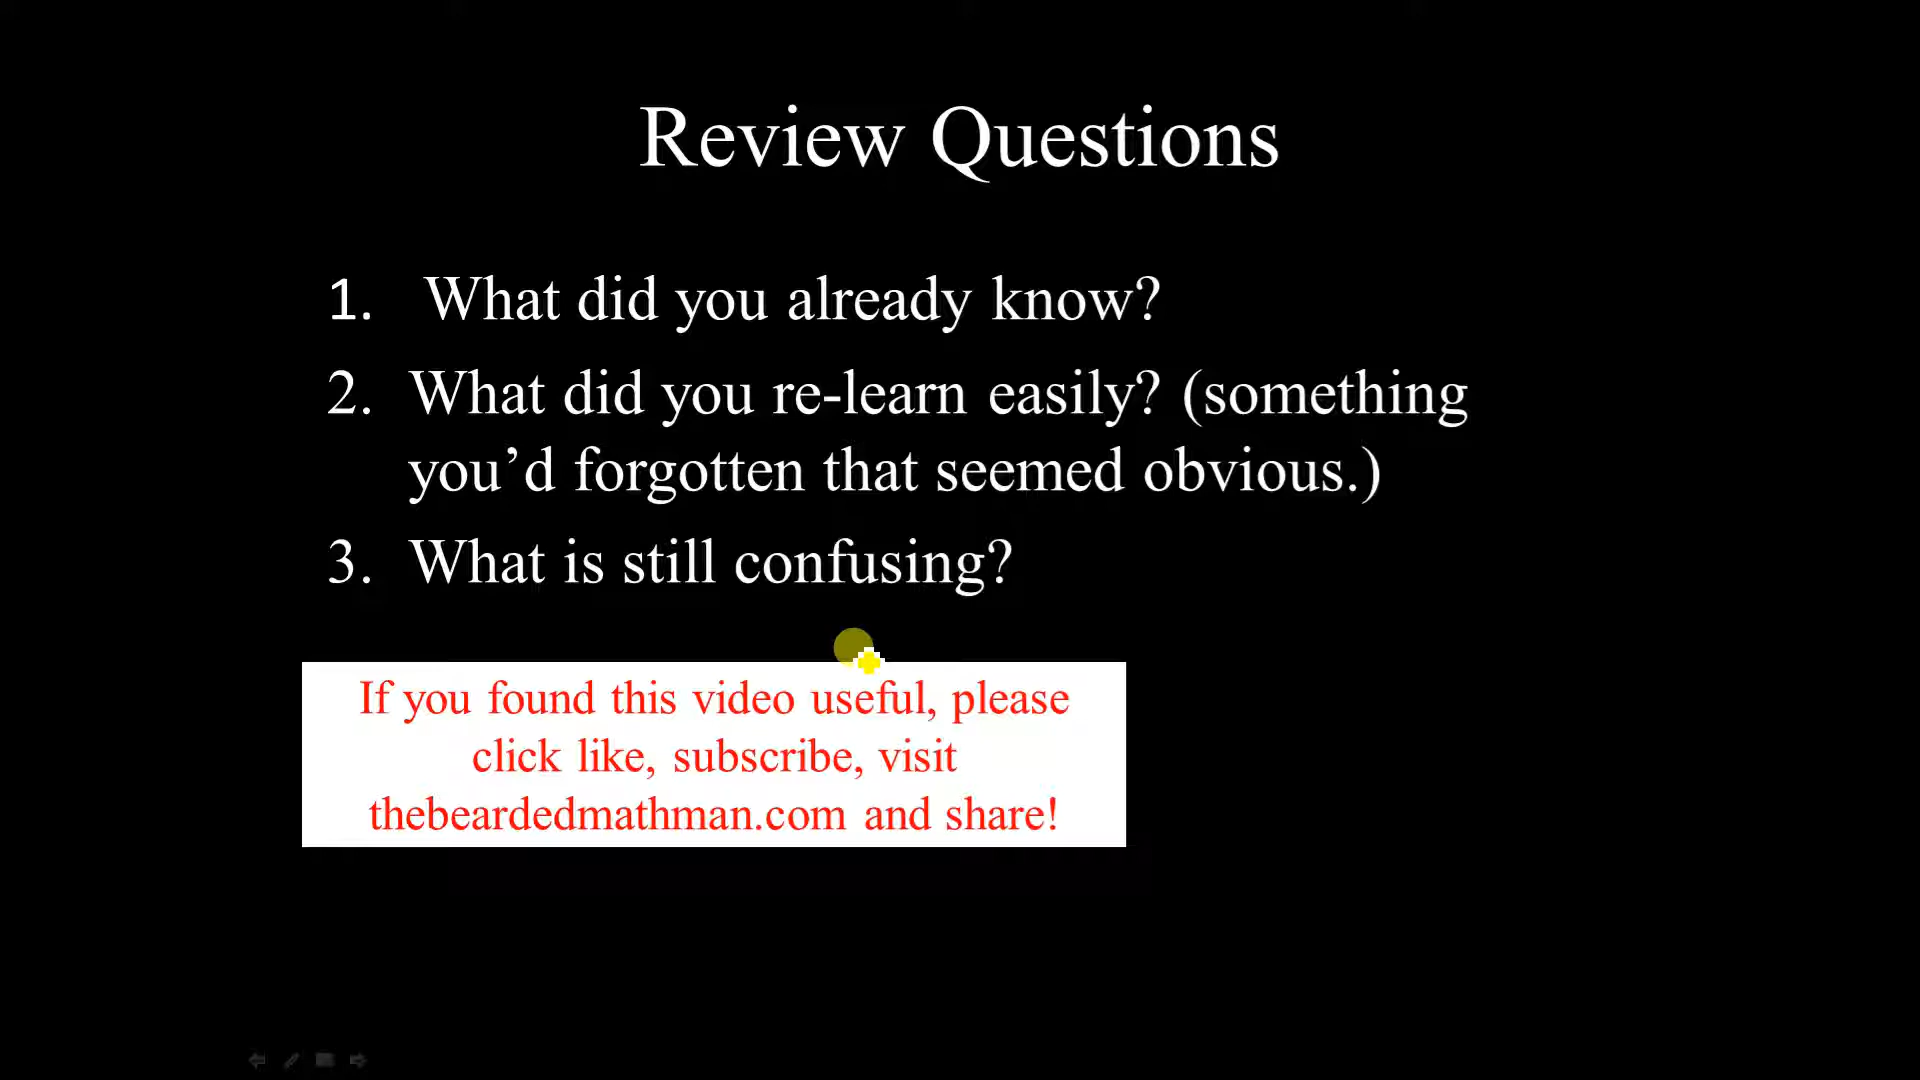 Review Questions
1. What did you already know?
2. What did you re-learn easily? (something
you’d forgotten that seemed obvious.)
3. What is still confusing?
If you found this video useful, please
click like, subscribe, visit
thebeardedmathman.com and share!